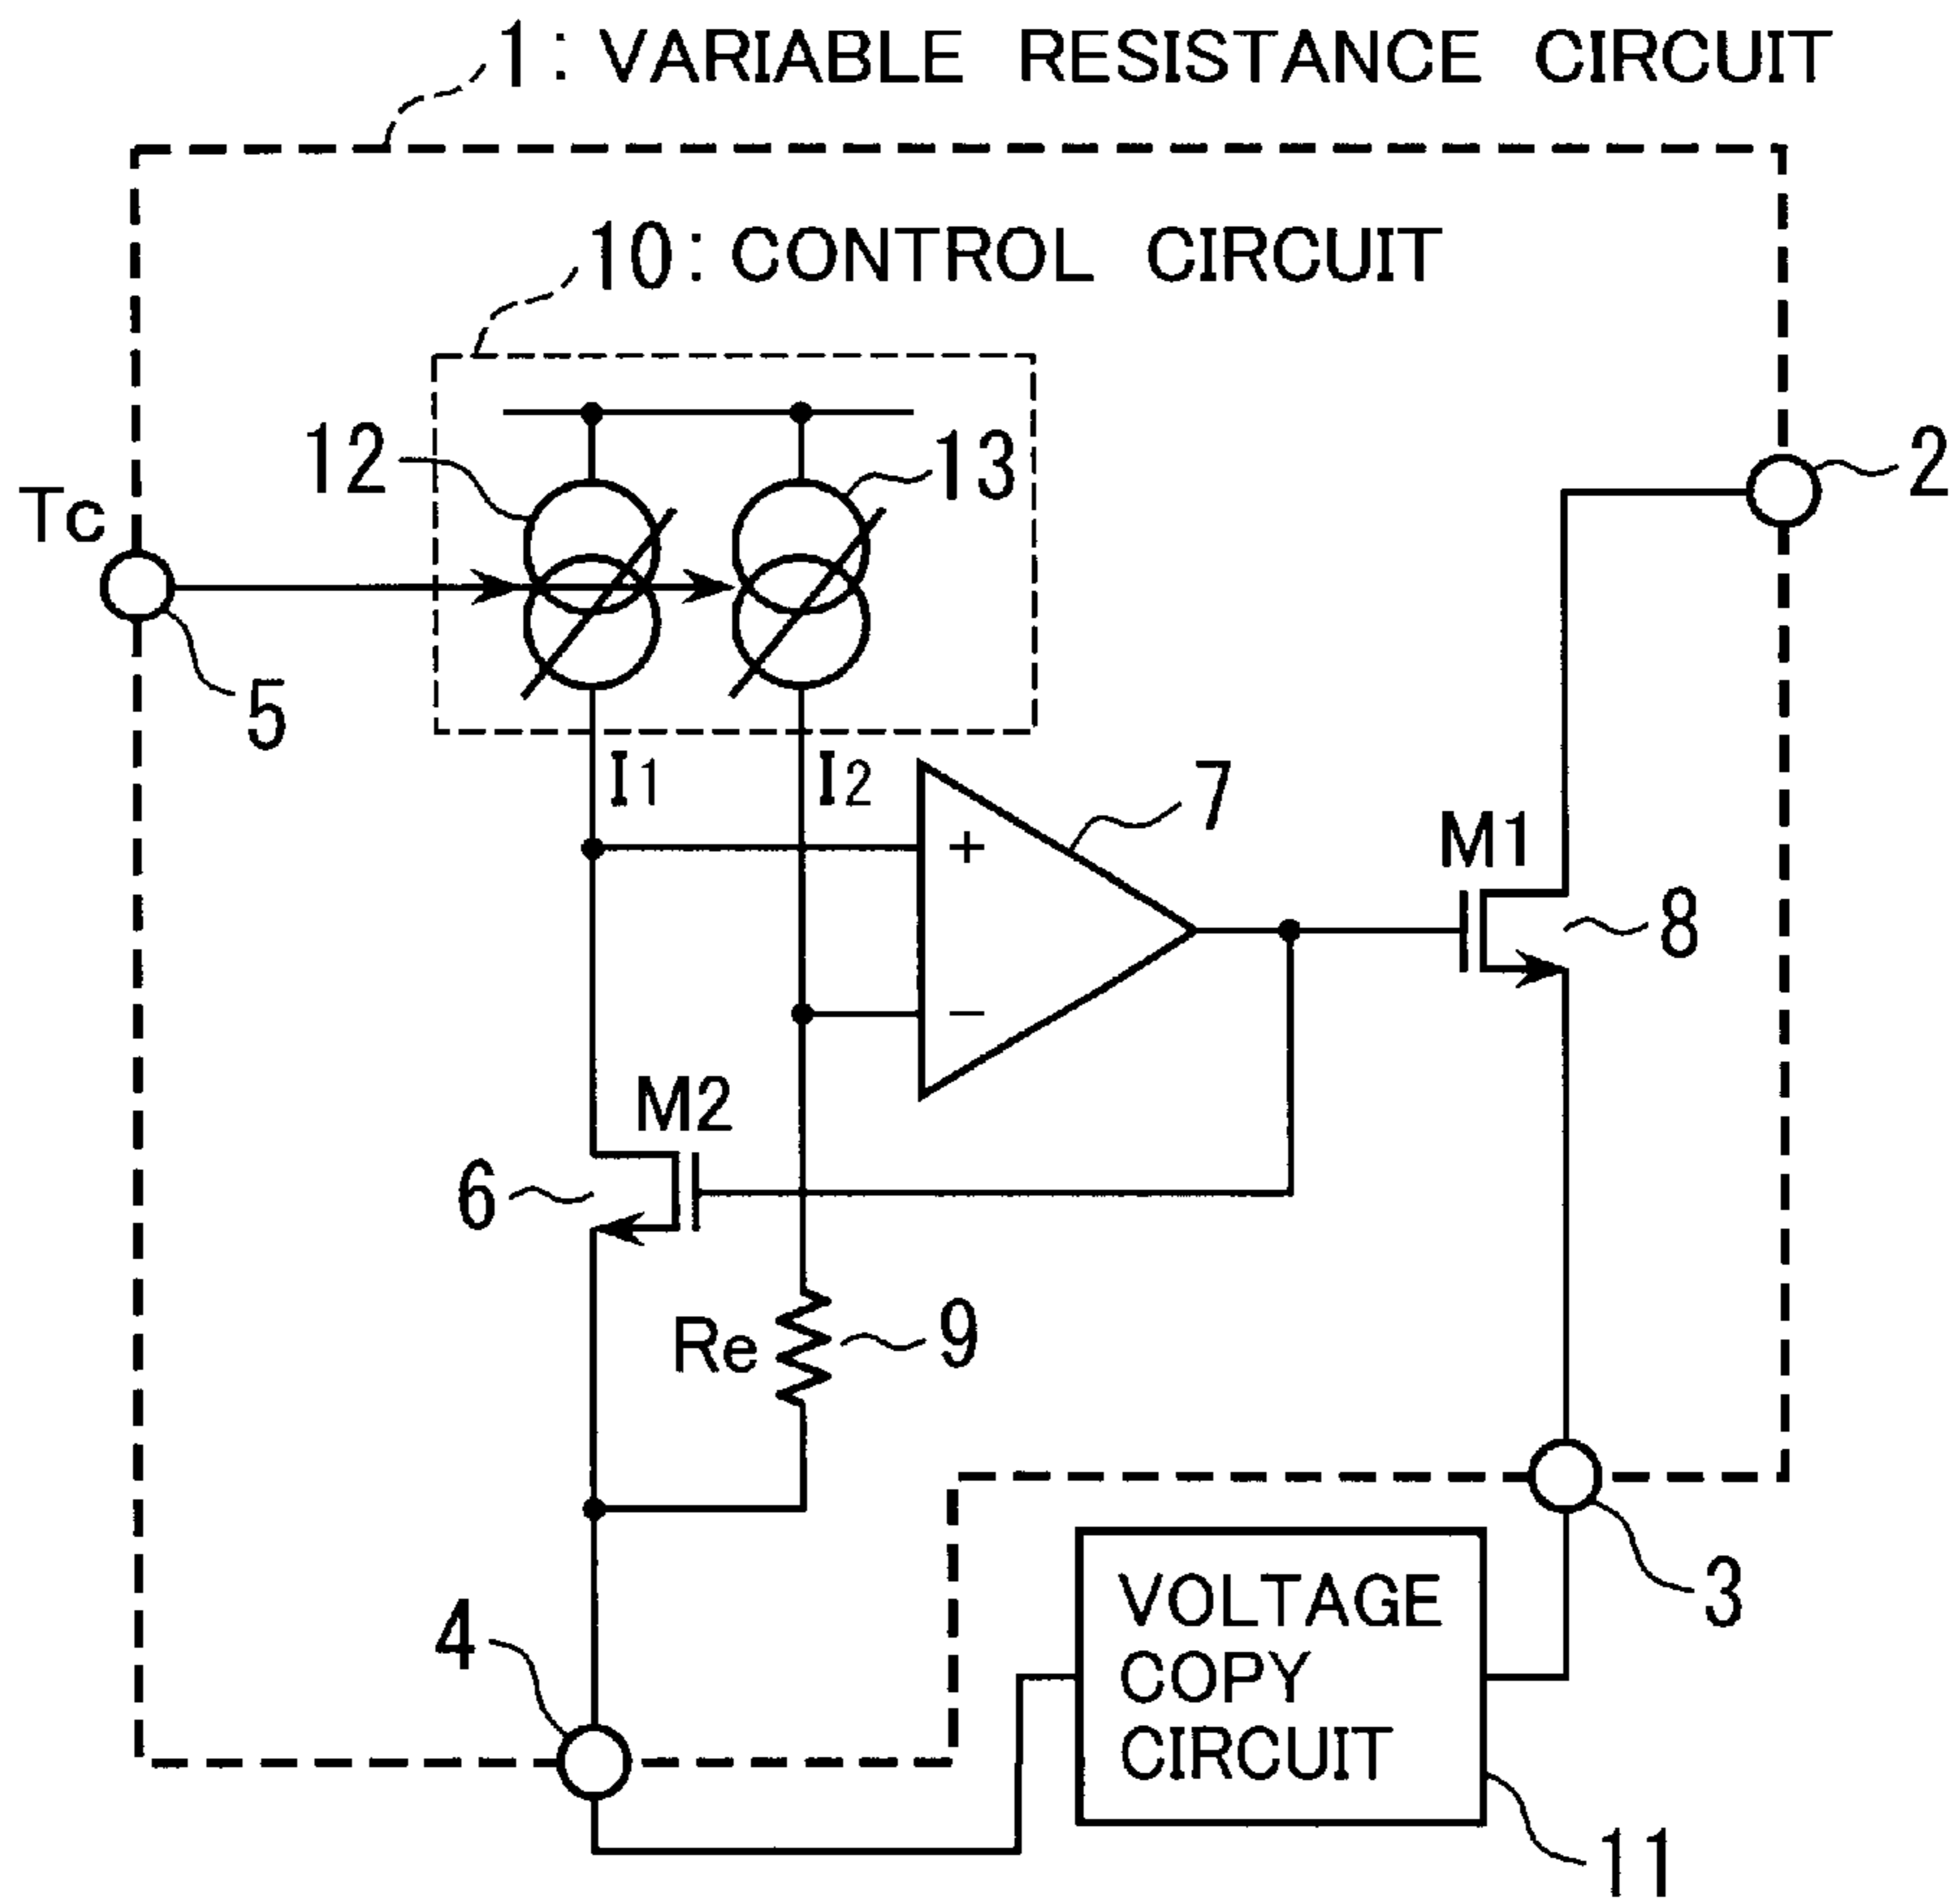 1: VARIABLE RESISTANCE CIRCUIT
10: CONTROL CIRCUIT
12
13
2
Tc
5
I1
I2
7
+
M1
8
−
M2
6
Re
9
3
4
VOLTAGE
COPY
CIRCUIT
11